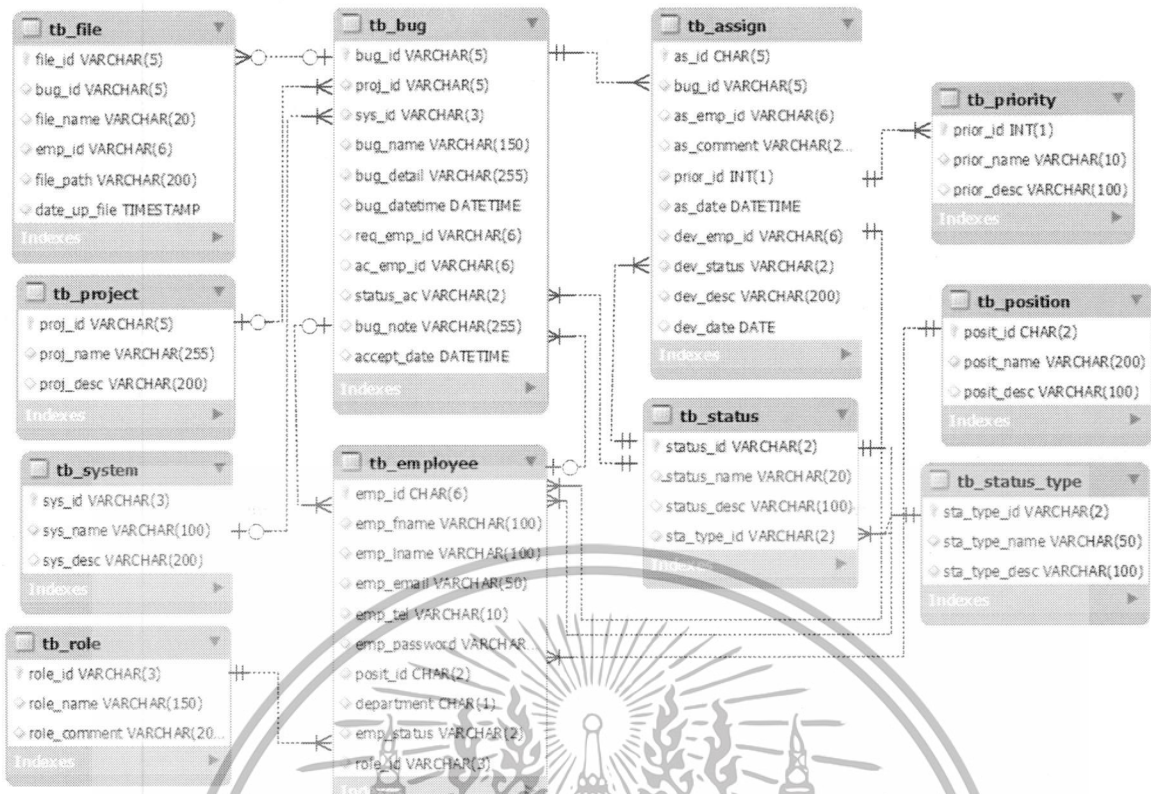 tb_file
file_id VARCHAR(5)
bug_id VARCHAR(5)
file_name VARCHAR(20)
emp_id VARCHAR(6)
file_path VARCHAR(200)
date_up_file TIMESTAMP
Indexes
tb_project
proj_id VARCHAR(5)
proj_name VARCHAR(255)
proj_desc VARCHAR(200)
Indexes
tb_system
sys_id VARCHAR(3)
sys_name VARCHAR(100)
sys_desc VARCHAR(200)
Indexes
tb_role
role_id VARCHAR(3)
role_name VARCHAR(150)
role_comment VARCHAR(20...
Indexes
tb_bug
bug_id VARCHAR(5)
proj_id VARCHAR(5)
sys_id VARCHAR(3)
bug_name VARCHAR(150)
bug_detail VARCHAR(255)
bug_datetime DATETIME
req_emp_id VARCHAR(6)
ac_emp_id VARCHAR(6)
status_ac VARCHAR(2)
bug_note VARCHAR(255)
accept_date DATETIME
Indexes
tb_employee
emp_id CHAR(6)
emp_fname VARCHAR(100)
emp_lname VARCHAR(100)
emp_email VARCHAR(50)
emp_tel VARCHAR(10)
emp_password VARCHAR...
posit_id CHAR(2)
department CHAR(1)
emp_status VARCHAR(2)
role_id VARCHAR(3)
Indexes
tb_assign
as_id CHAR(5)
bug_id VARCHAR(5)
as_emp_id VARCHAR(6)
as_comment VARCHAR(2...
prior_id INT(1)
as_date DATETIME
dev_emp_id VARCHAR(6)
dev_status VARCHAR(2)
dev_desc VARCHAR(200)
dev_date DATE
Indexes
tb_status
status_id VARCHAR(2)
status_name VARCHAR(20)
status_desc VARCHAR(100)
sta_type_id VARCHAR(2)
Indexes
tb_priority
prior_id INT(1)
prior_name VARCHAR(10)
prior_desc VARCHAR(100)
Indexes
tb_position
posit_id CHAR(2)
posit_name VARCHAR(200)
posit_desc VARCHAR(100)
Indexes
tb_status_type
sta_type_id VARCHAR(2)
sta_type_name VARCHAR(50)
sta_type_desc VARCHAR(100)
Indexes